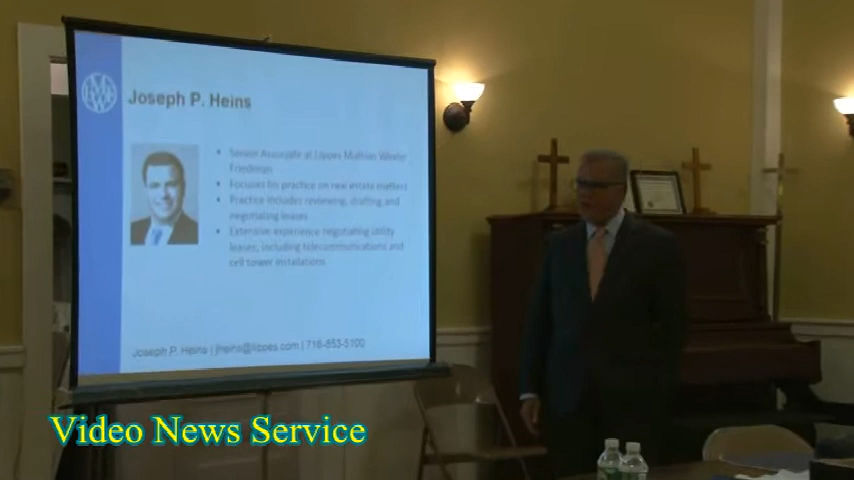 Joseph P. Heins
• Senior Associate at Lippes Mathias Wexler
Friedman
• Focuses his practice on real estate matters
• Practice includes reviewing, drafting and
negotiating leases
• Extensive experience negotiating utility
leases, including telecommunications and
cell tower installations
Joseph P. Heins | jheins@lippes.com | 716-853-5100
Video News Service